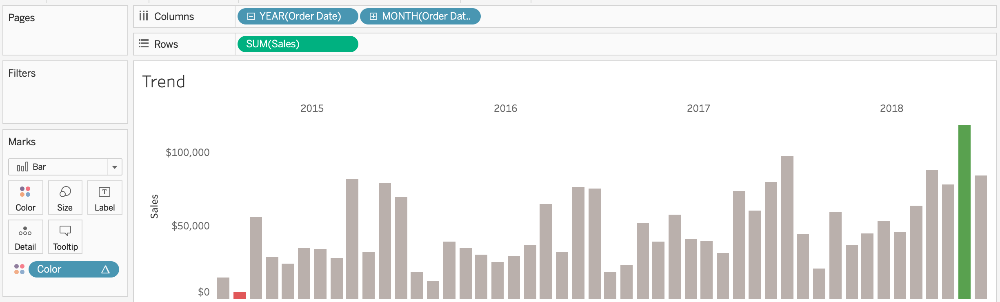 Pages
Columns
YEAR(Order Date)
MONTH(Order Dat..
Rows
SUM(Sales)
Filters
Trend
2015
2016
2017
2018
Marks
Bar
Color
Size
T
Label
Detail
Tooltip
Color
$100,000
$50,000
$0
Sales